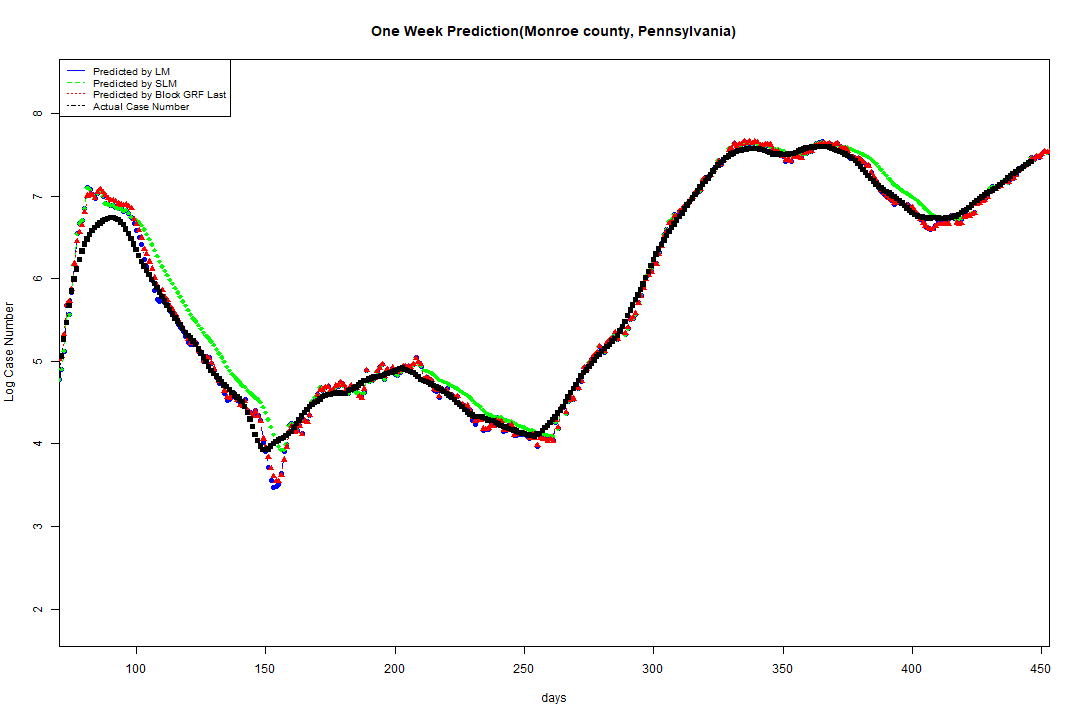 One Week Prediction(Monroe county, Pennsylvania)
Predicted by LM
Predicted by SLM
Predicted by Block GRF Last
Actual Case Number
Log Case Number
8
7
6
5
4
3
2
100 150 200 250 300 350 400 450
days